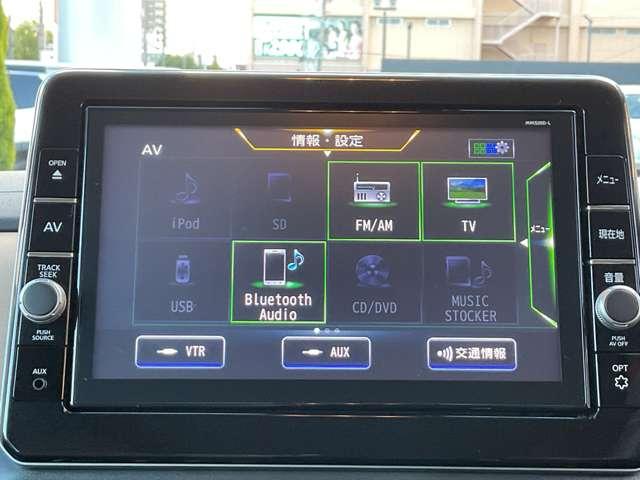 MM520D-L
OPEN
AV
TRACK
SEEK
PUSH
SOURCE
AUX
AV
情報・設定
iPod
SD
FM/AM
TV
メニュー
USB
Bluetooth
Audio
CD/DVD
MUSIC
STOCKER
VTR
AUX
交通情報
メニュー
現在地
音量
PUSH
AV OFF
OPT